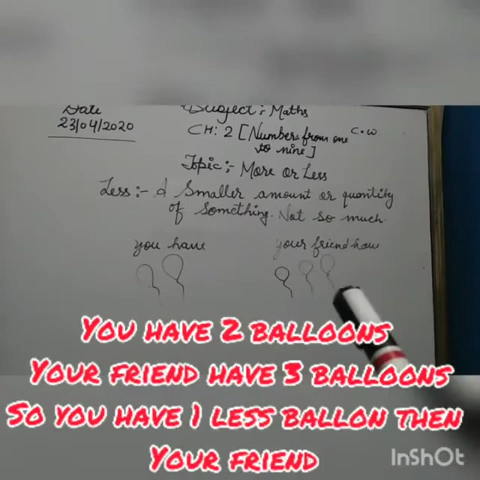 Date
23/04/2020
Subject:- Maths
CH: 2 [Numbers from one to nine]
C.W
Topic:- More or Less
Less:- A Smaller amount or quantity
of Something. Not so much
you have
your friend have
You have 2 balloons
Your friend have 3 balloons
So you have 1 less ballon then
Your friend
InShOt